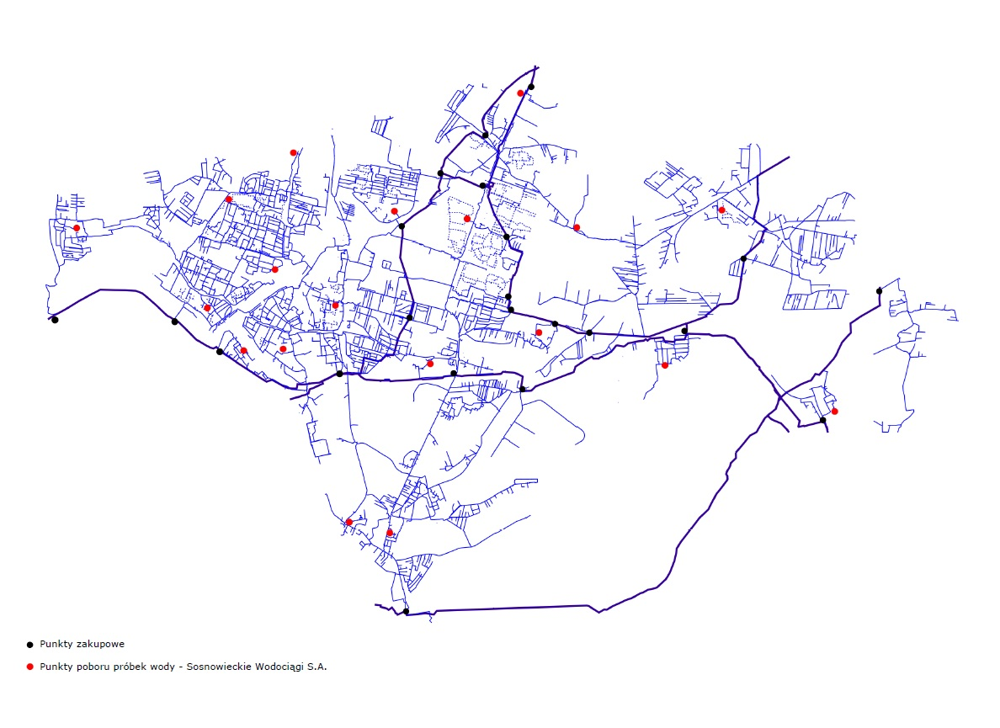 Punkty zakupowe
Punkty poboru próbek wody - Sosnowieckie Wodociągi S.A.